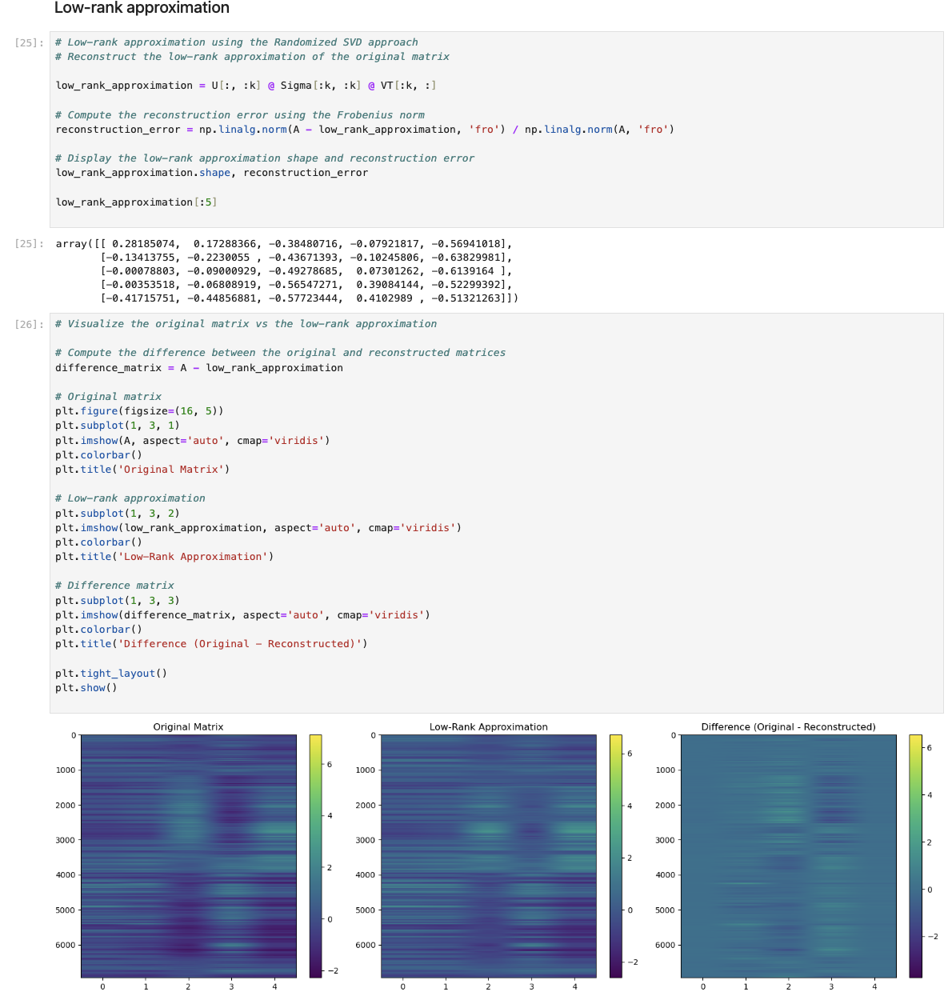 Low-rank approximation
[25]: # Low-rank approximation using the Randomized SVD approach
# Reconstruct the low-rank approximation of the original matrix
low_rank_approximation = U[:, :k] @ Sigma[:k, :k] @ VT[:k, :]
# Compute the reconstruction error using the Frobenius norm
reconstruction_error = np.linalg.norm(A - low_rank_approximation, 'fro') / np.linalg.norm(A, 'fro')
# Display the low-rank approximation shape and reconstruction error
low_rank_approximation.shape, reconstruction_error
low_rank_approximation[:5]
[25]: array([[ 0.28185074,  0.17288366, -0.38480716, -0.07921817, -0.56941018],
[-0.13413755, -0.2230055 , -0.43671393, -0.10245806, -0.63829981],
[-0.00078803, -0.09000929, -0.49278685,  0.07301262, -0.6139164 ],
[-0.00353518, -0.06808919, -0.56547271,  0.39084144, -0.52299392],
[-0.41715751, -0.44856881, -0.57723444,  0.4102989 , -0.51321263]])
[26]: # Visualize the original matrix vs the low-rank approximation
# Compute the difference between the original and reconstructed matrices
difference_matrix = A - low_rank_approximation
# Original matrix
plt.figure(figsize=(16, 5))
plt.subplot(1, 3, 1)
plt.imshow(A, aspect='auto', cmap='viridis')
plt.colorbar()
plt.title('Original Matrix')
# Low-rank approximation
plt.subplot(1, 3, 2)
plt.imshow(low_rank_approximation, aspect='auto', cmap='viridis')
plt.colorbar()
plt.title('Low-Rank Approximation')
# Difference matrix
plt.subplot(1, 3, 3)
plt.imshow(difference_matrix, aspect='auto', cmap='viridis')
plt.colorbar()
plt.title('Difference (Original - Reconstructed)')
plt.tight_layout()
plt.show()
Original Matrix
0
1000
2000
3000
4000
5000
6000
0 1 2 3 4
6
4
2
0
−2
Low-Rank Approximation
0
1000
2000
3000
4000
5000
6000
0 1 2 3 4
6
4
2
0
−2
Difference (Original - Reconstructed)
0
1000
2000
3000
4000
5000
6000
0 1 2 3 4
6
4
2
0
−2